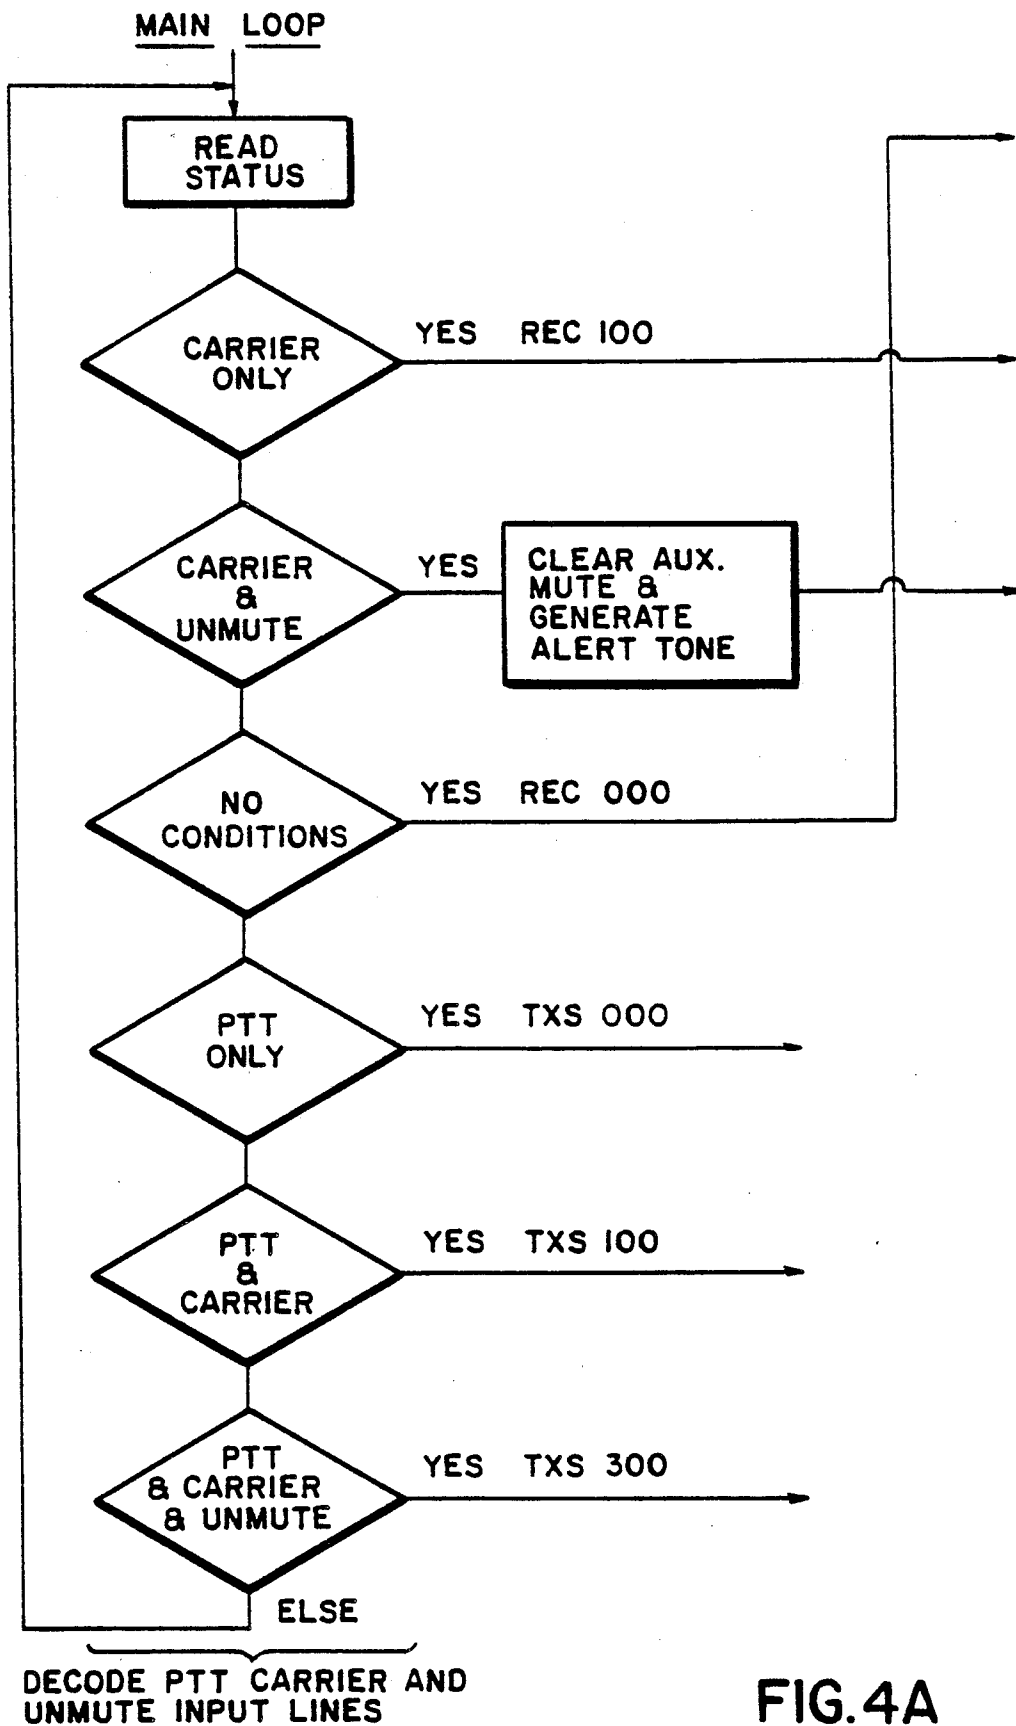 MAIN LOOP
READ
STATUS
CARRIER
ONLY
YES REC 100
CARRIER
&
UNMUTE
YES
CLEAR AUX.
MUTE &
GENERATE
ALERT TONE
NO
CONDITIONS
YES REC 000
PTT
ONLY
YES TXS 000
PTT
&
CARRIER
YES TXS 100
PTT
& CARRIER
& UNMUTE
YES TXS 300
ELSE
DECODE PTT CARRIER AND
UNMUTE INPUT LINES
FIG. 4A